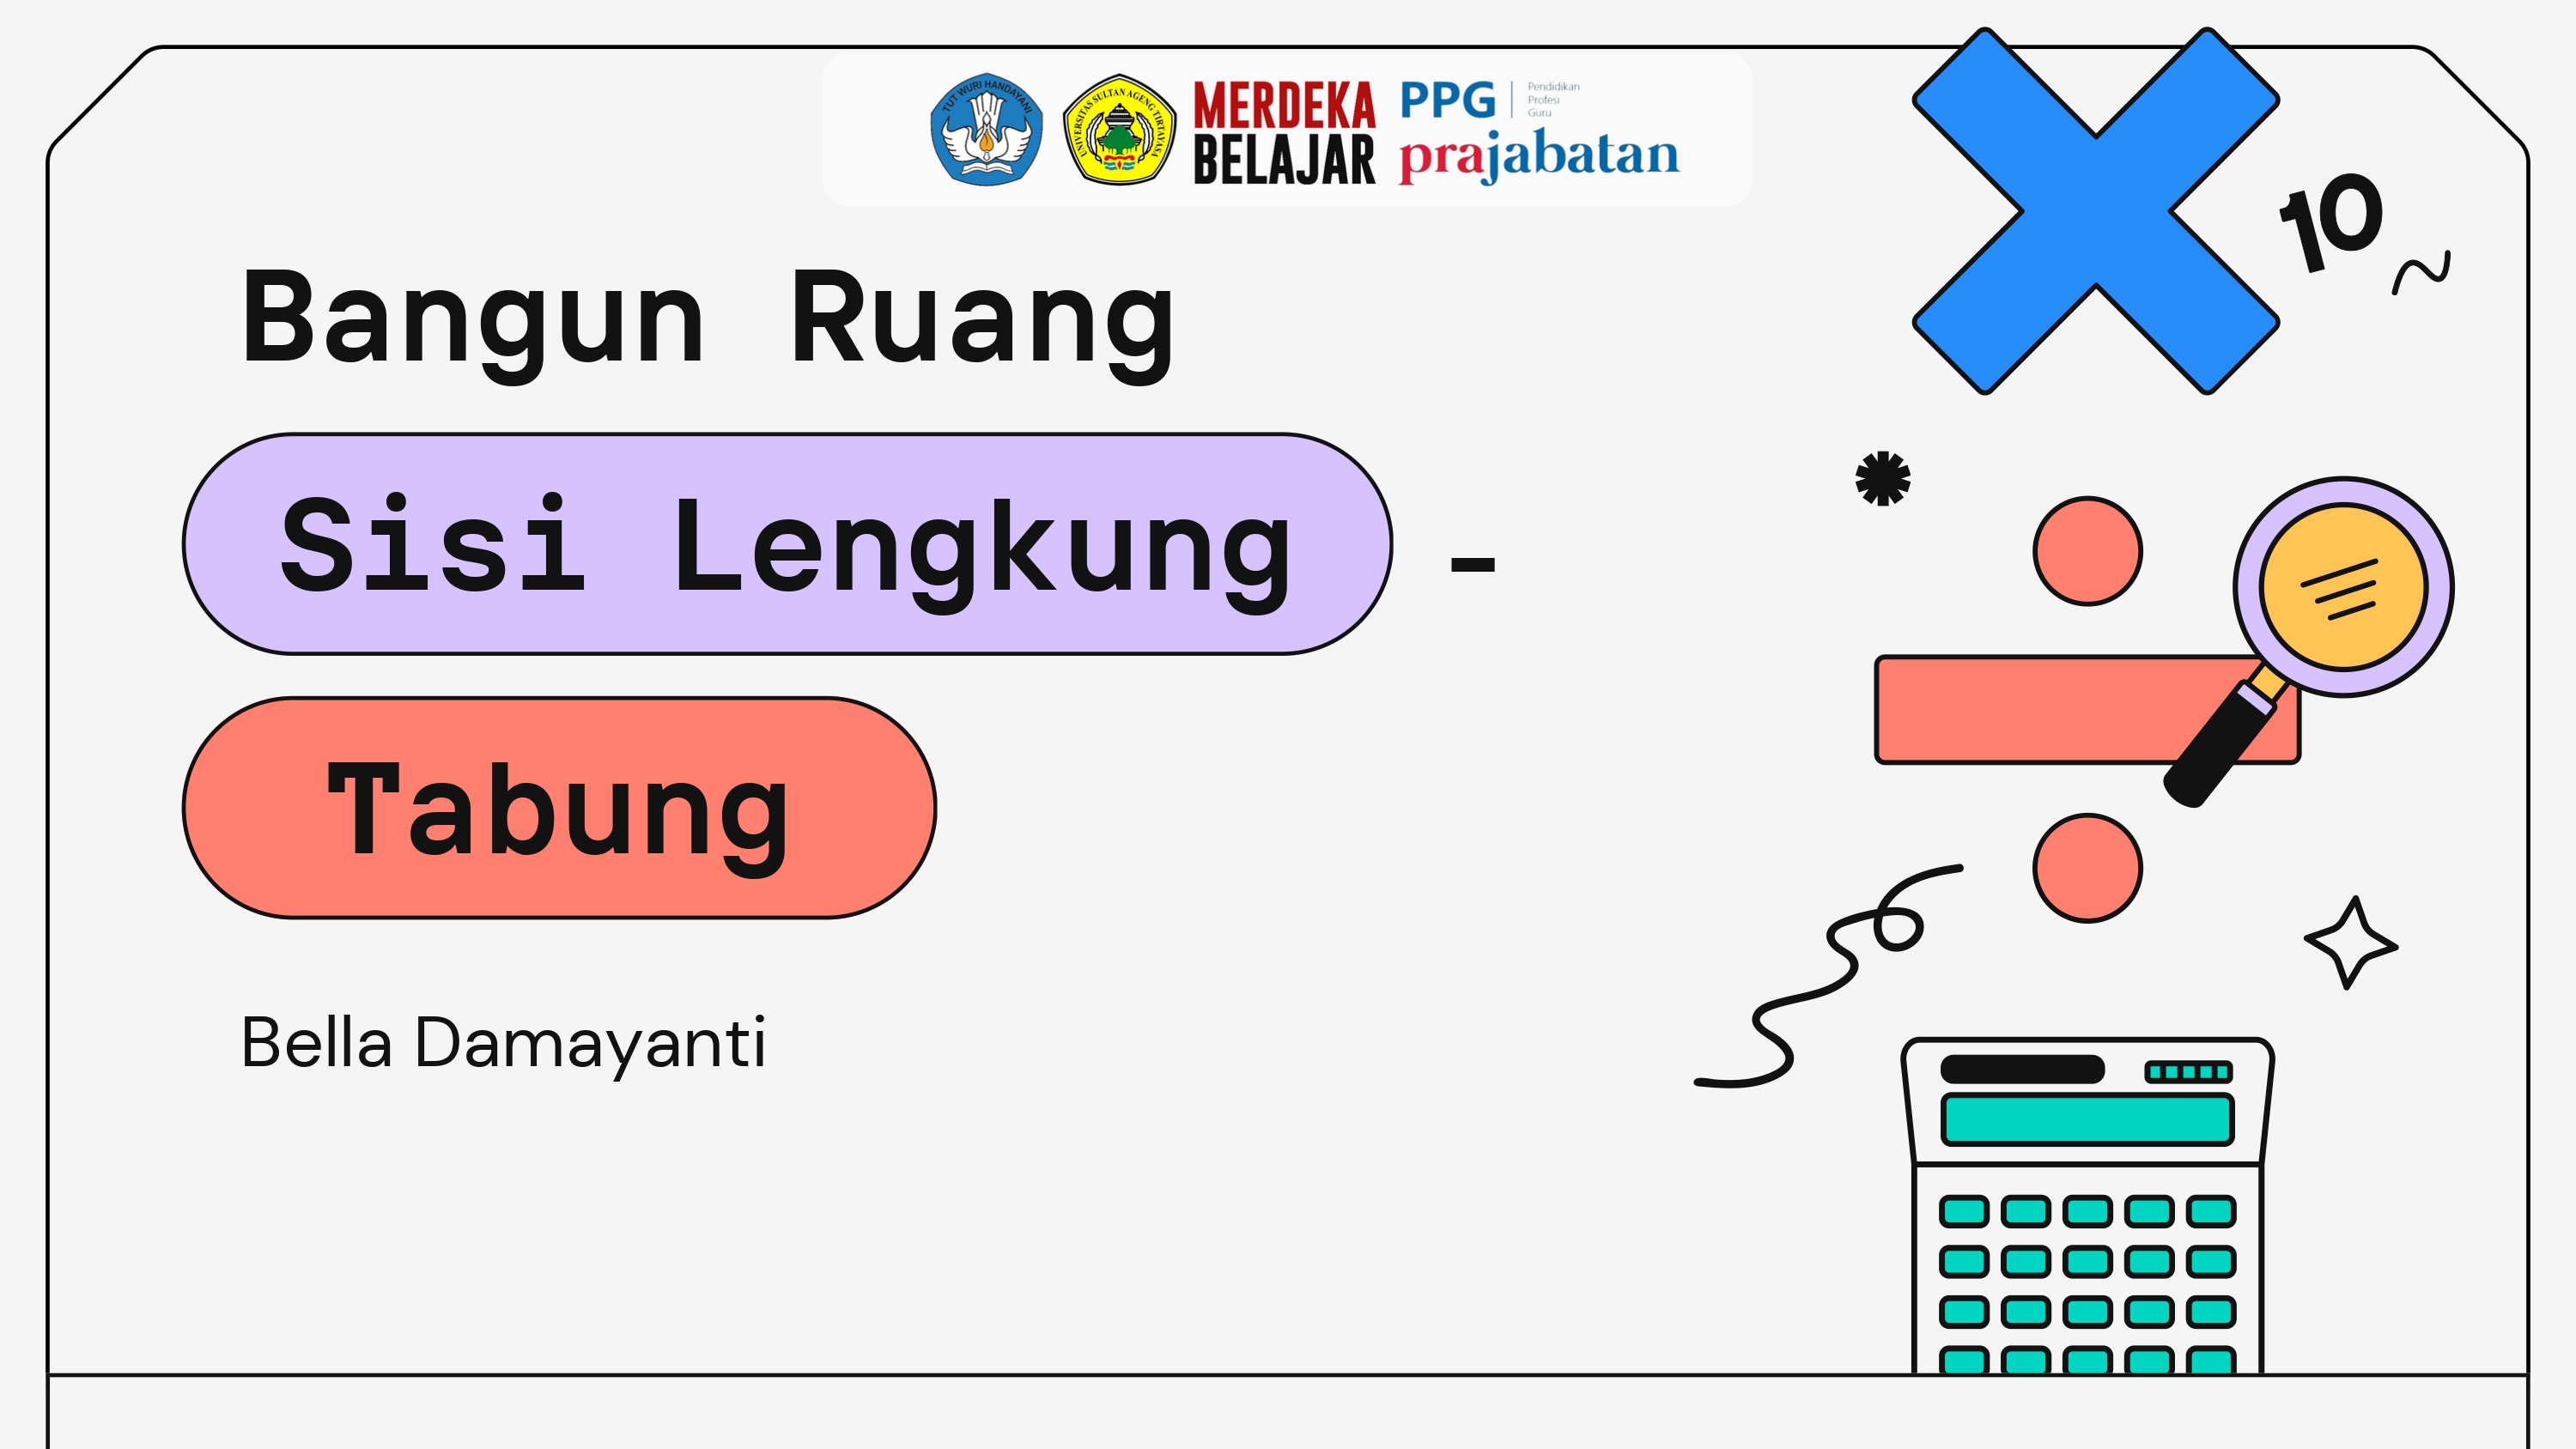 TUT WURI HANDAYANI
UNIVERSITAS SULTAN AGENG TIRTAYASA
MERDEKA
BELAJAR
PPG
Pendidikan
Profesi
Guru
prajabatan
10
Bangun Ruang
Sisi Lengkung -
Tabung
Bella Damayanti